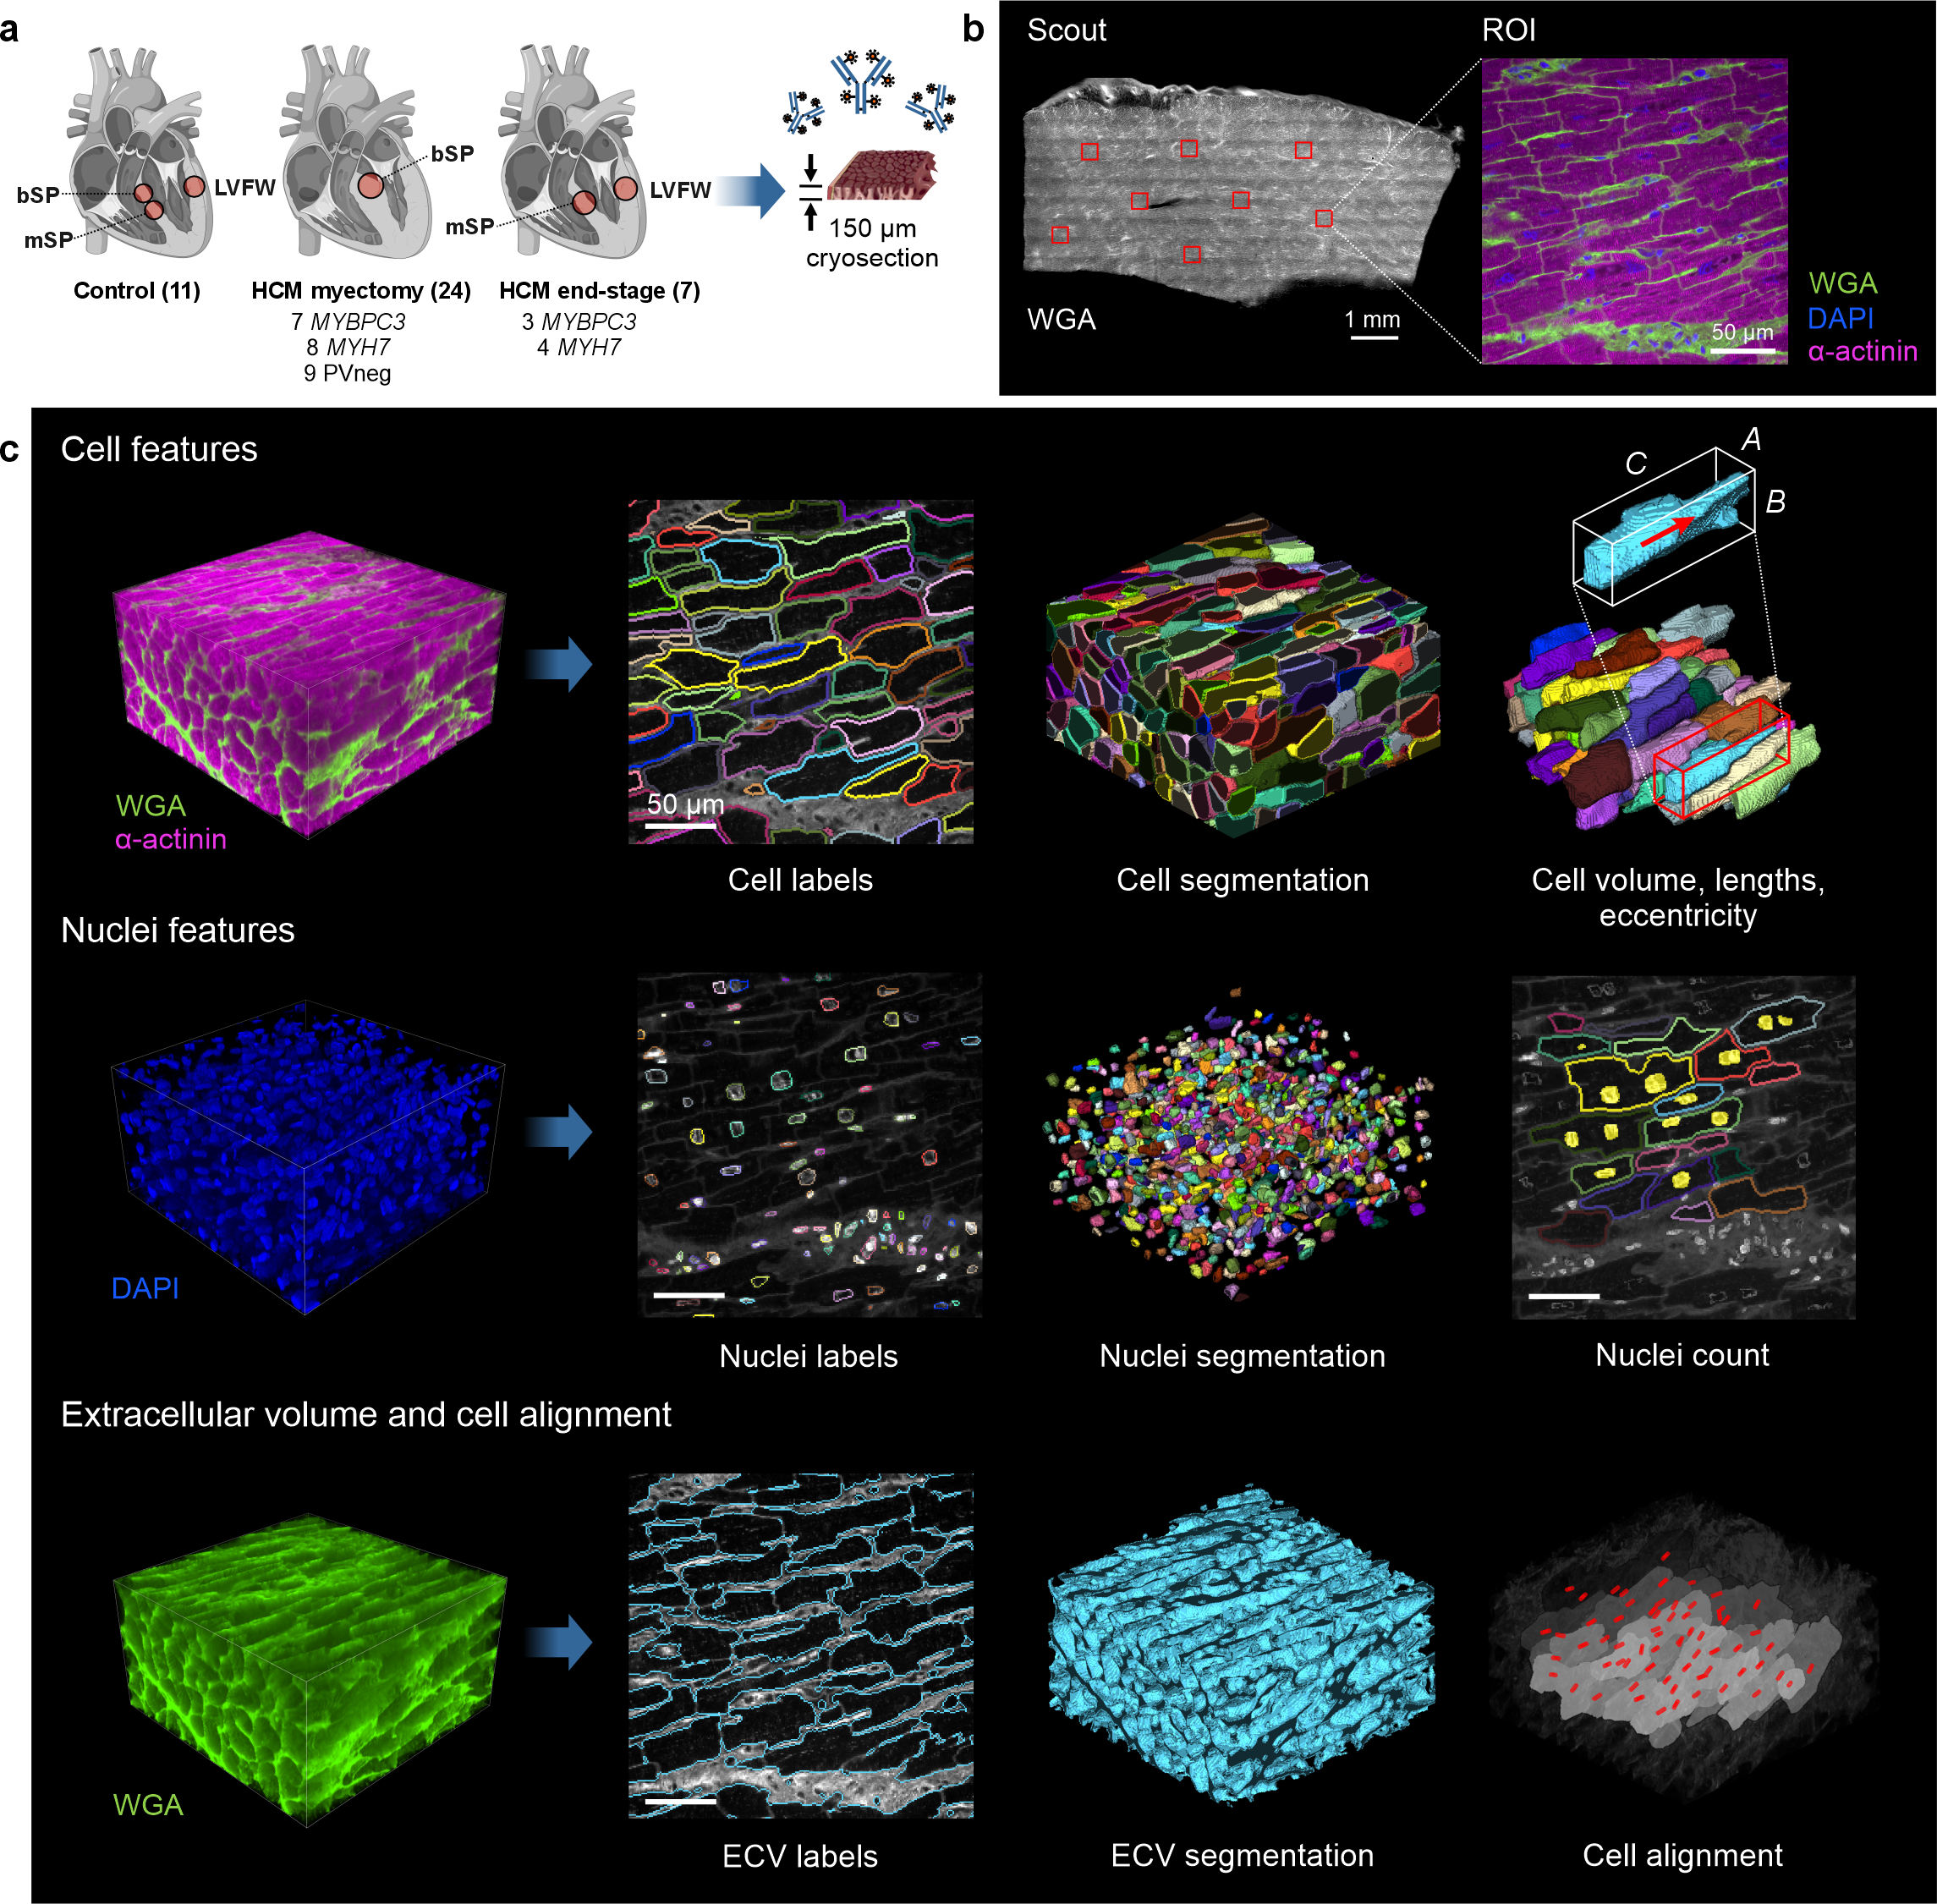 a
bSP
mSP
LVFW
Control (11)
bSP
HCM myectomy (24)
7 MYBPC3
8 MYH7
9 PVneg
mSP
LVFW
HCM end-stage (7)
3 MYBPC3
4 MYH7
150 µm
cryosection
b
Scout
WGA
1 mm
ROI
50 µm
WGA
DAPI
α-actinin
c
Cell features
WGA
α-actinin
50 µm
Cell labels
Cell segmentation
A
C
B
Cell volume, lengths,
eccentricity
Nuclei features
DAPI
Nuclei labels
Nuclei segmentation
Nuclei count
Extracellular volume and cell alignment
WGA
ECV labels
ECV segmentation
Cell alignment